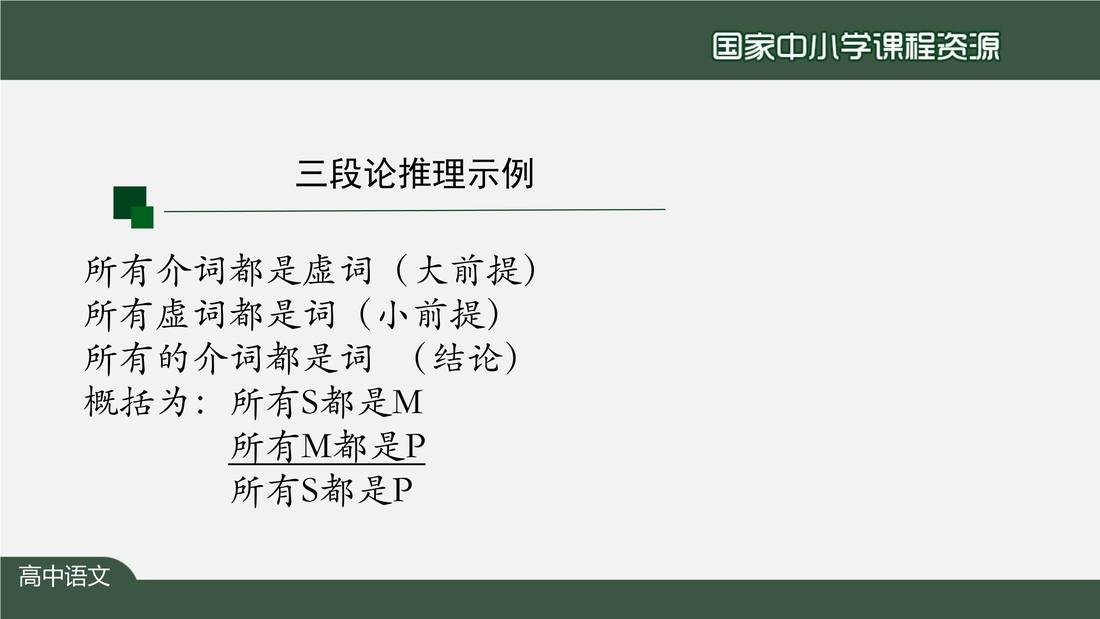 国家中小学课程资源
三段论推理示例
所有介词都是虚词（大前提）
所有虚词都是词（小前提）
所有的介词都是词 （结论）
概括为：所有S都是M
所有M都是P
所有S都是P
高中语文